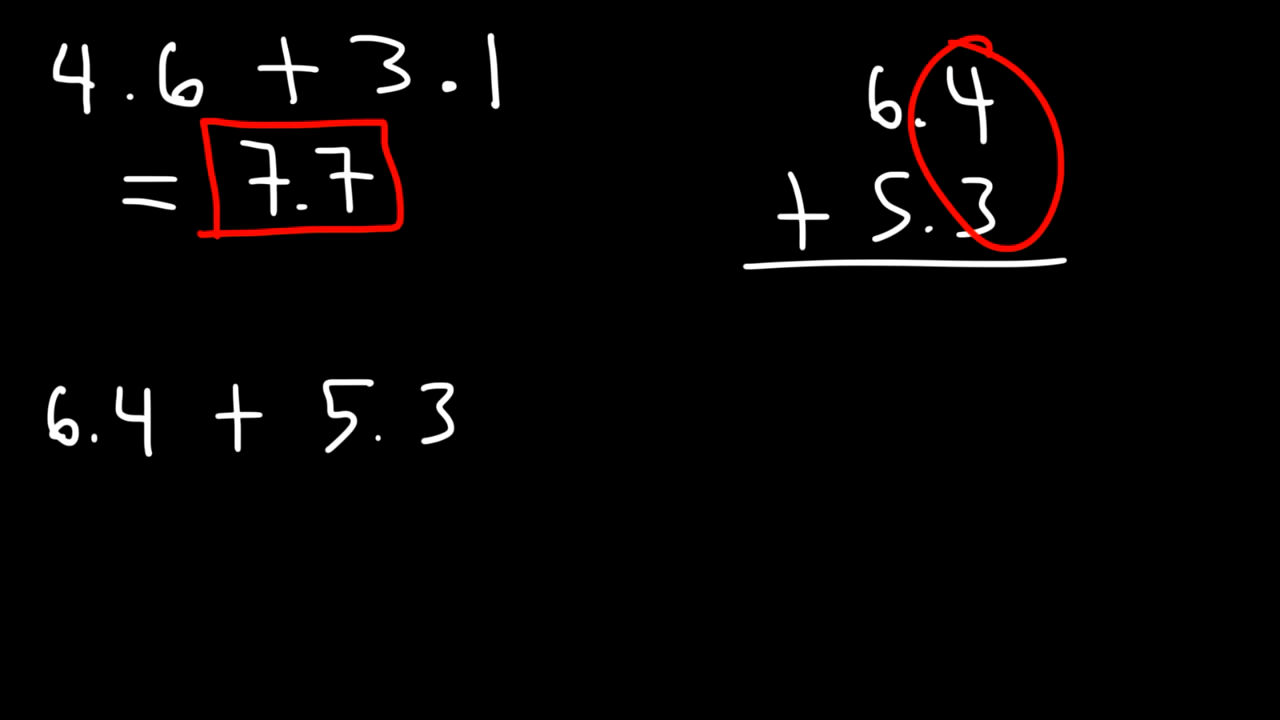 4.6 + 3.1
= 7.7
6.4 + 5.3
6.4
+ 5.3